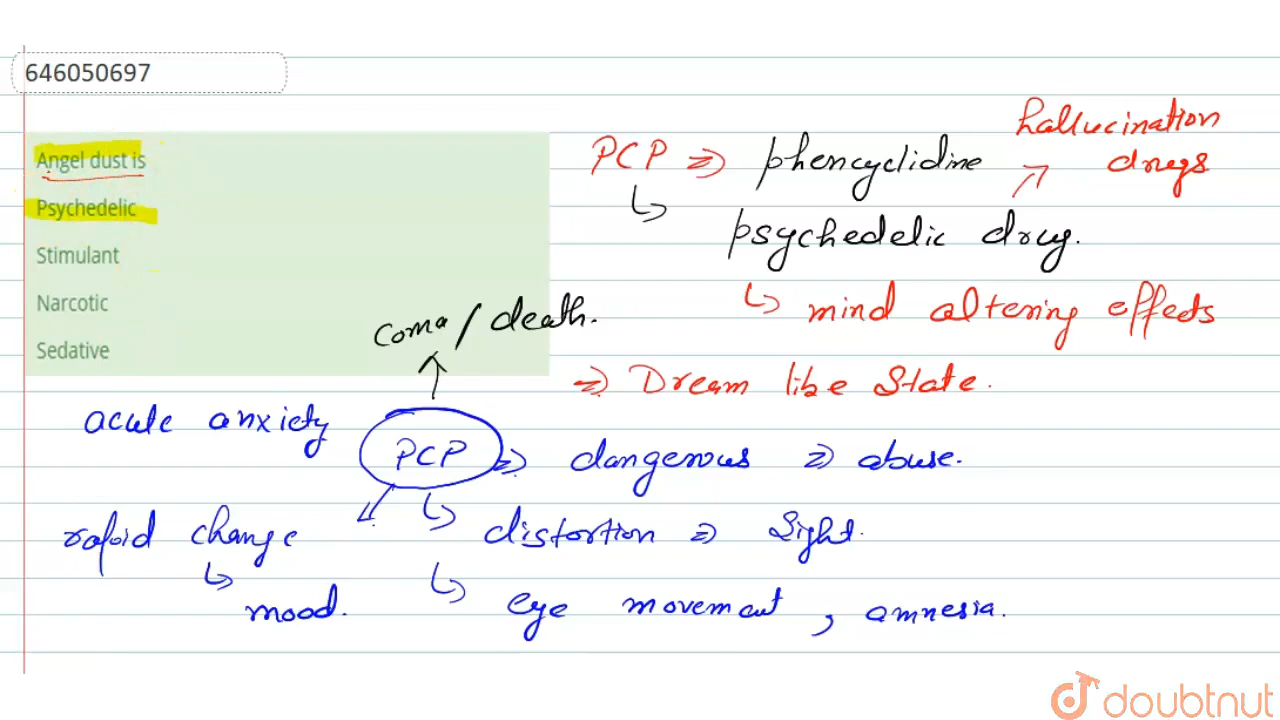 646050697
Angel dust is
Psychedelic
Stimulant
Narcotic
Sedative
PCP ⇒ phencyclidine
hallucination
drugs
psychedelic drug.
mind altering effects
⇒ Dream like State.
coma / death.
acute anxiety
PCP ⇒ dangerous ⇒ abuse.
rapid change
mood.
distortion ⇒ Sight.
eye movement, amnesia.
doubtnut